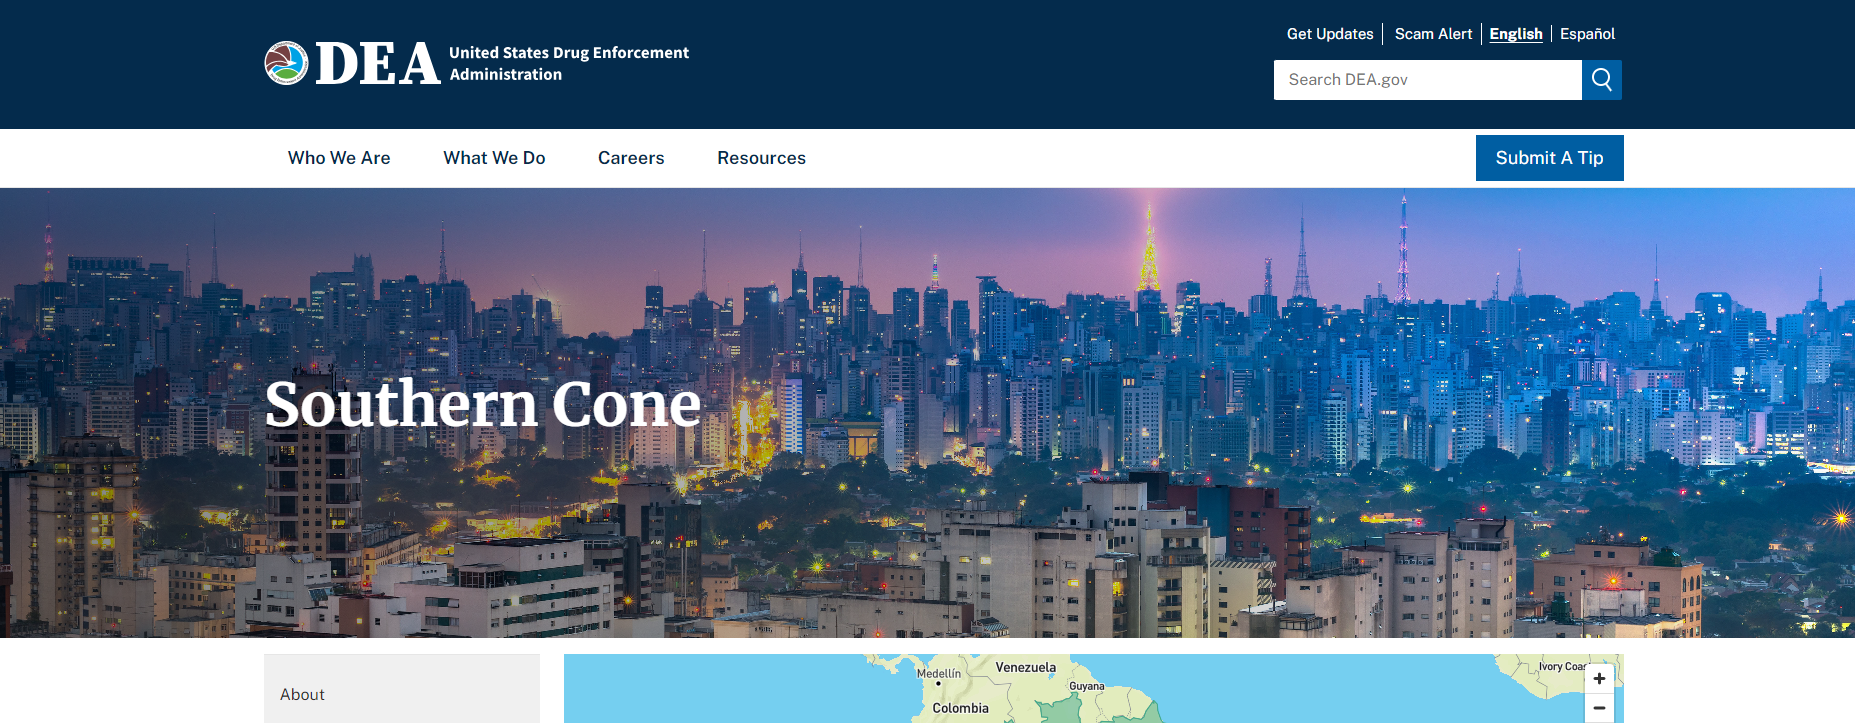 Get Updates
Scam Alert
English
Español
DEA
United States Drug Enforcement
Administration
Search DEA.gov
Who We Are
What We Do
Careers
Resources
Submit A Tip
Southern Cone
About
Medellín
Venezuela
Guyana
Colombia
+
−